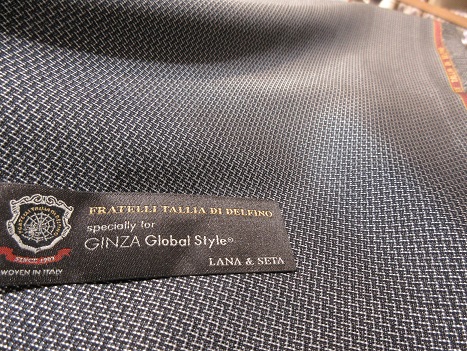 FRATELLI TALLIA DI DELFINO
specially for
GINZA Global Style®
LANA & SETA
SINCE 1903
WOVEN IN ITALY